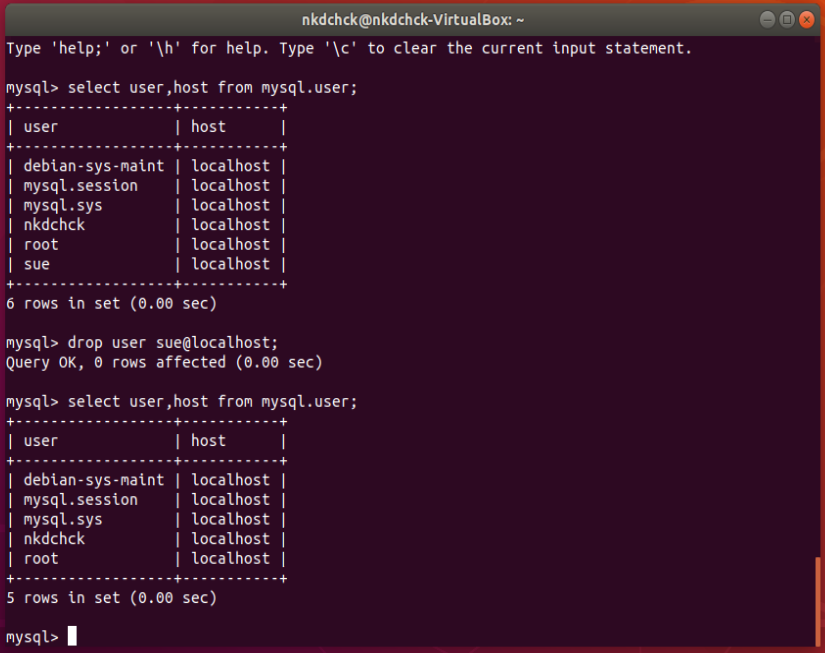 nkdchck@nkdchck-VirtualBox: ~
Type 'help;' or '\h' for help. Type '\c' to clear the current input statement.
mysql> select user,host from mysql.user;
+------------------+-----------+
| user             | host      |
+------------------+-----------+
| debian-sys-maint | localhost |
| mysql.session    | localhost |
| mysql.sys        | localhost |
| nkdchck          | localhost |
| root             | localhost |
| sue              | localhost |
+------------------+-----------+
6 rows in set (0.00 sec)
mysql> drop user sue@localhost;
Query OK, 0 rows affected (0.00 sec)
mysql> select user,host from mysql.user;
+------------------+-----------+
| user             | host      |
+------------------+-----------+
| debian-sys-maint | localhost |
| mysql.session    | localhost |
| mysql.sys        | localhost |
| nkdchck          | localhost |
| root             | localhost |
+------------------+-----------+
5 rows in set (0.00 sec)
mysql>